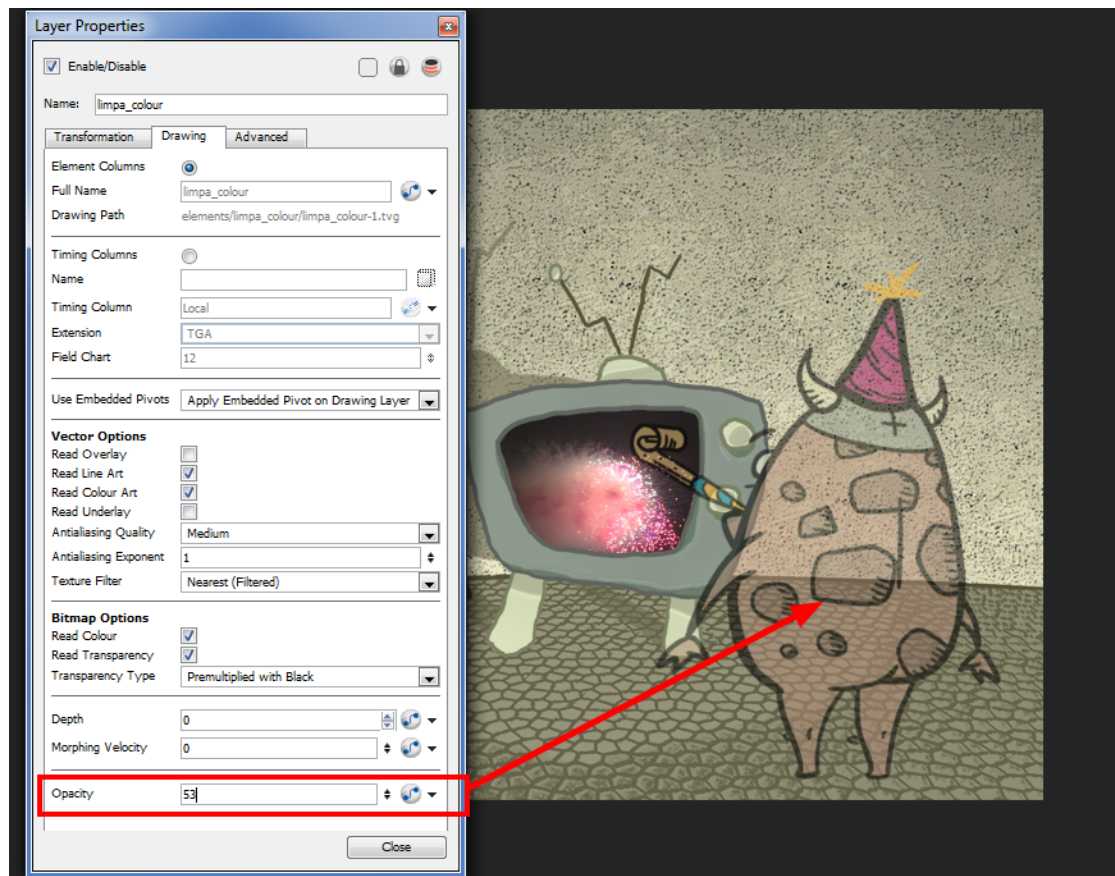 Layer Properties
Enable/Disable
Name: limpa_colour
Transformation Drawing Advanced
Element Columns
Full Name limpa_colour
Drawing Path elements/limpa_colour/limpa_colour-1.tvg
Timing Columns
Name
Timing Column Local
Extension TGA
Field Chart 12
Use Embedded Pivots Apply Embedded Pivot on Drawing Layer
Vector Options
Read Overlay
Read Line Art
Read Colour Art
Read Underlay
Antialiasing Quality Medium
Antialiasing Exponent 1
Texture Filter Nearest (Filtered)
Bitmap Options
Read Colour
Read Transparency
Transparency Type Premultiplied with Black
Depth 0
Morphing Velocity 0
Opacity 53
Close